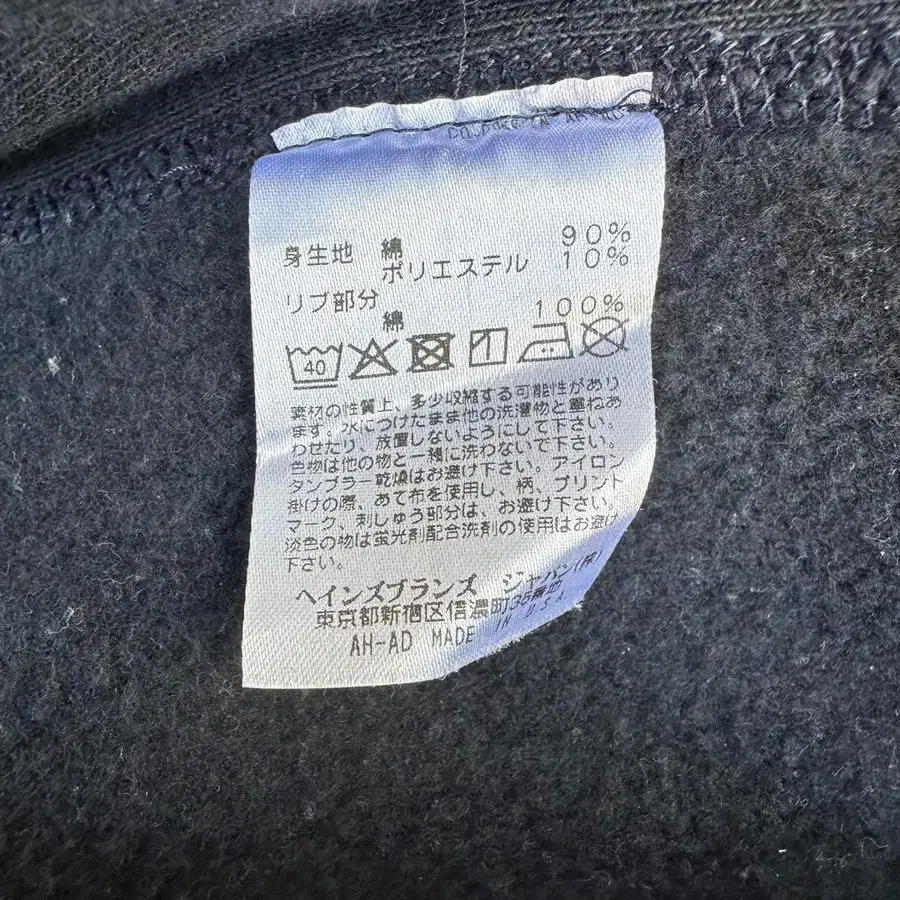 身生地 綿 90%
ポリエステル 10%
リブ部分
綿 100%
40
素材の性質上、多少収縮する可能性があり
ます。水につけたまま他の洗濯物と重ねあ
わせたり、放置しないようにして下さい。
色物は他の物と一緒に洗わないで下さい。
タンブラー乾燥はお避け下さい。アイロン
掛けの際、あて布を使用し、柄、プリント
マーク、刺しゅう部分は、お避け下さい。
淡色の物は蛍光剤配合洗剤の使用はお避け
下さい。
ヘインズブランズ ジャパン(株)
東京都新宿区信濃町35番地
AH-AD MADE IN U.S.A.